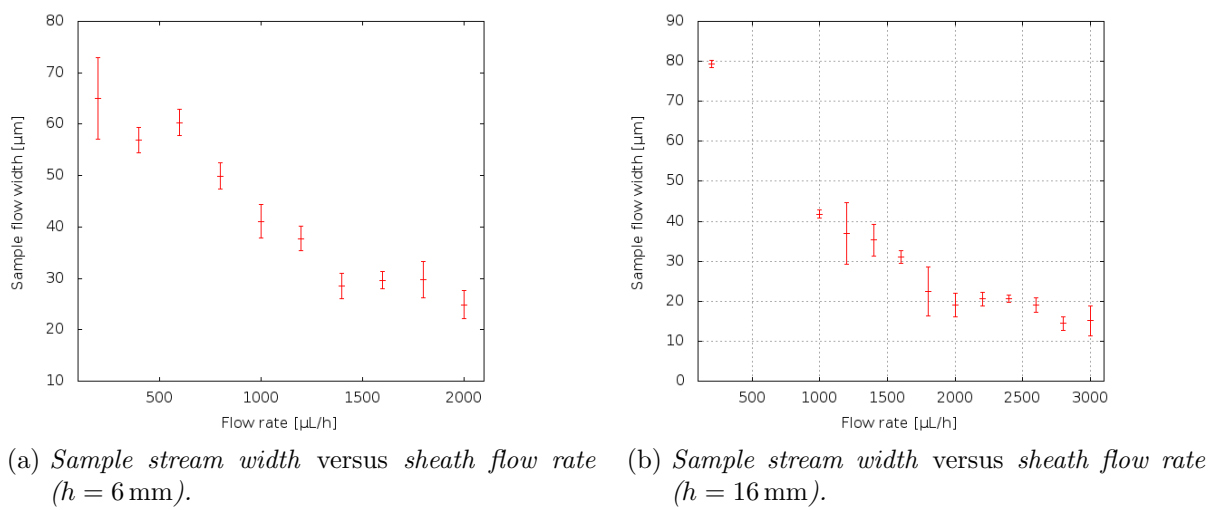 80
70
60
50
40
30
20
10
Sample flow width [µm]
500 1000 1500 2000
Flow rate [µL/h]
(a) Sample stream width versus sheath flow rate
(h = 6 mm).
90
80
70
60
50
40
30
20
10
0
Sample flow width [µm]
500 1000 1500 2000 2500 3000
Flow rate [µL/h]
(b) Sample stream width versus sheath flow rate
(h = 16 mm).